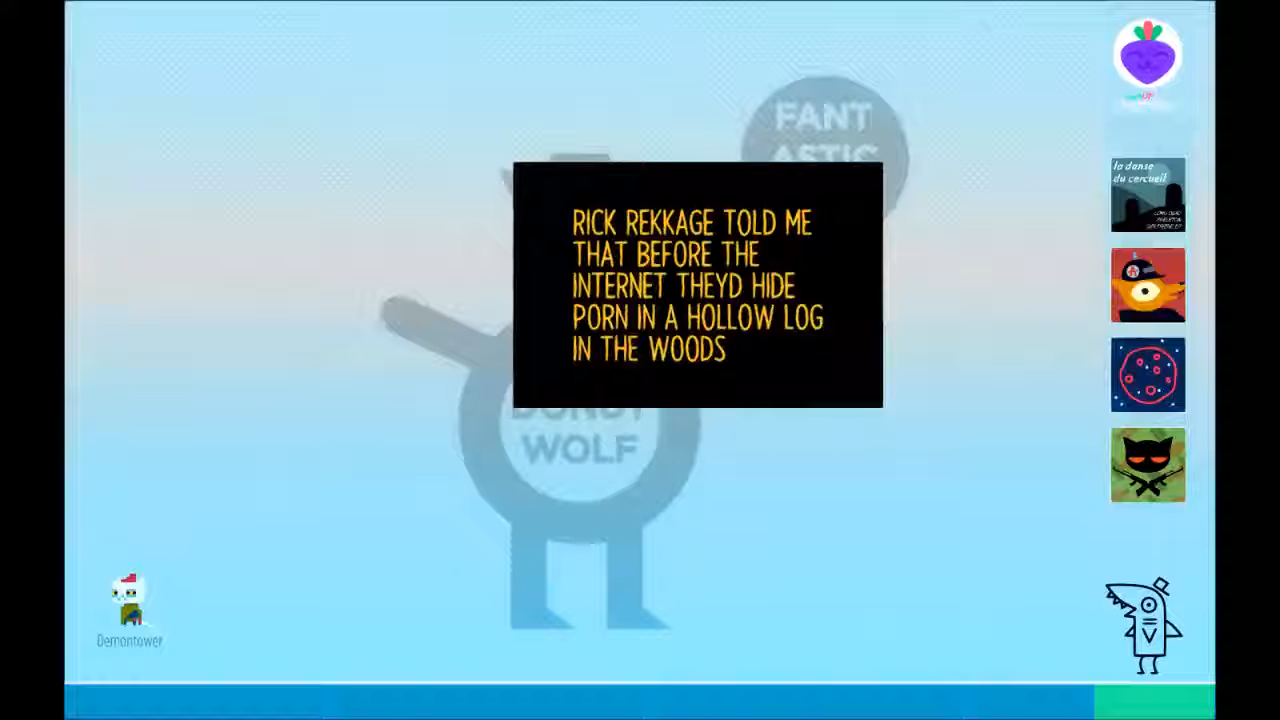 FANT
ASTIC
la danse
du cercueil
RICK REKKAGE TOLD ME
THAT BEFORE THE
INTERNET THEYD HIDE
PORN IN A HOLLOW LOG
IN THE WOODS
DONUT
WOLF
Demontower